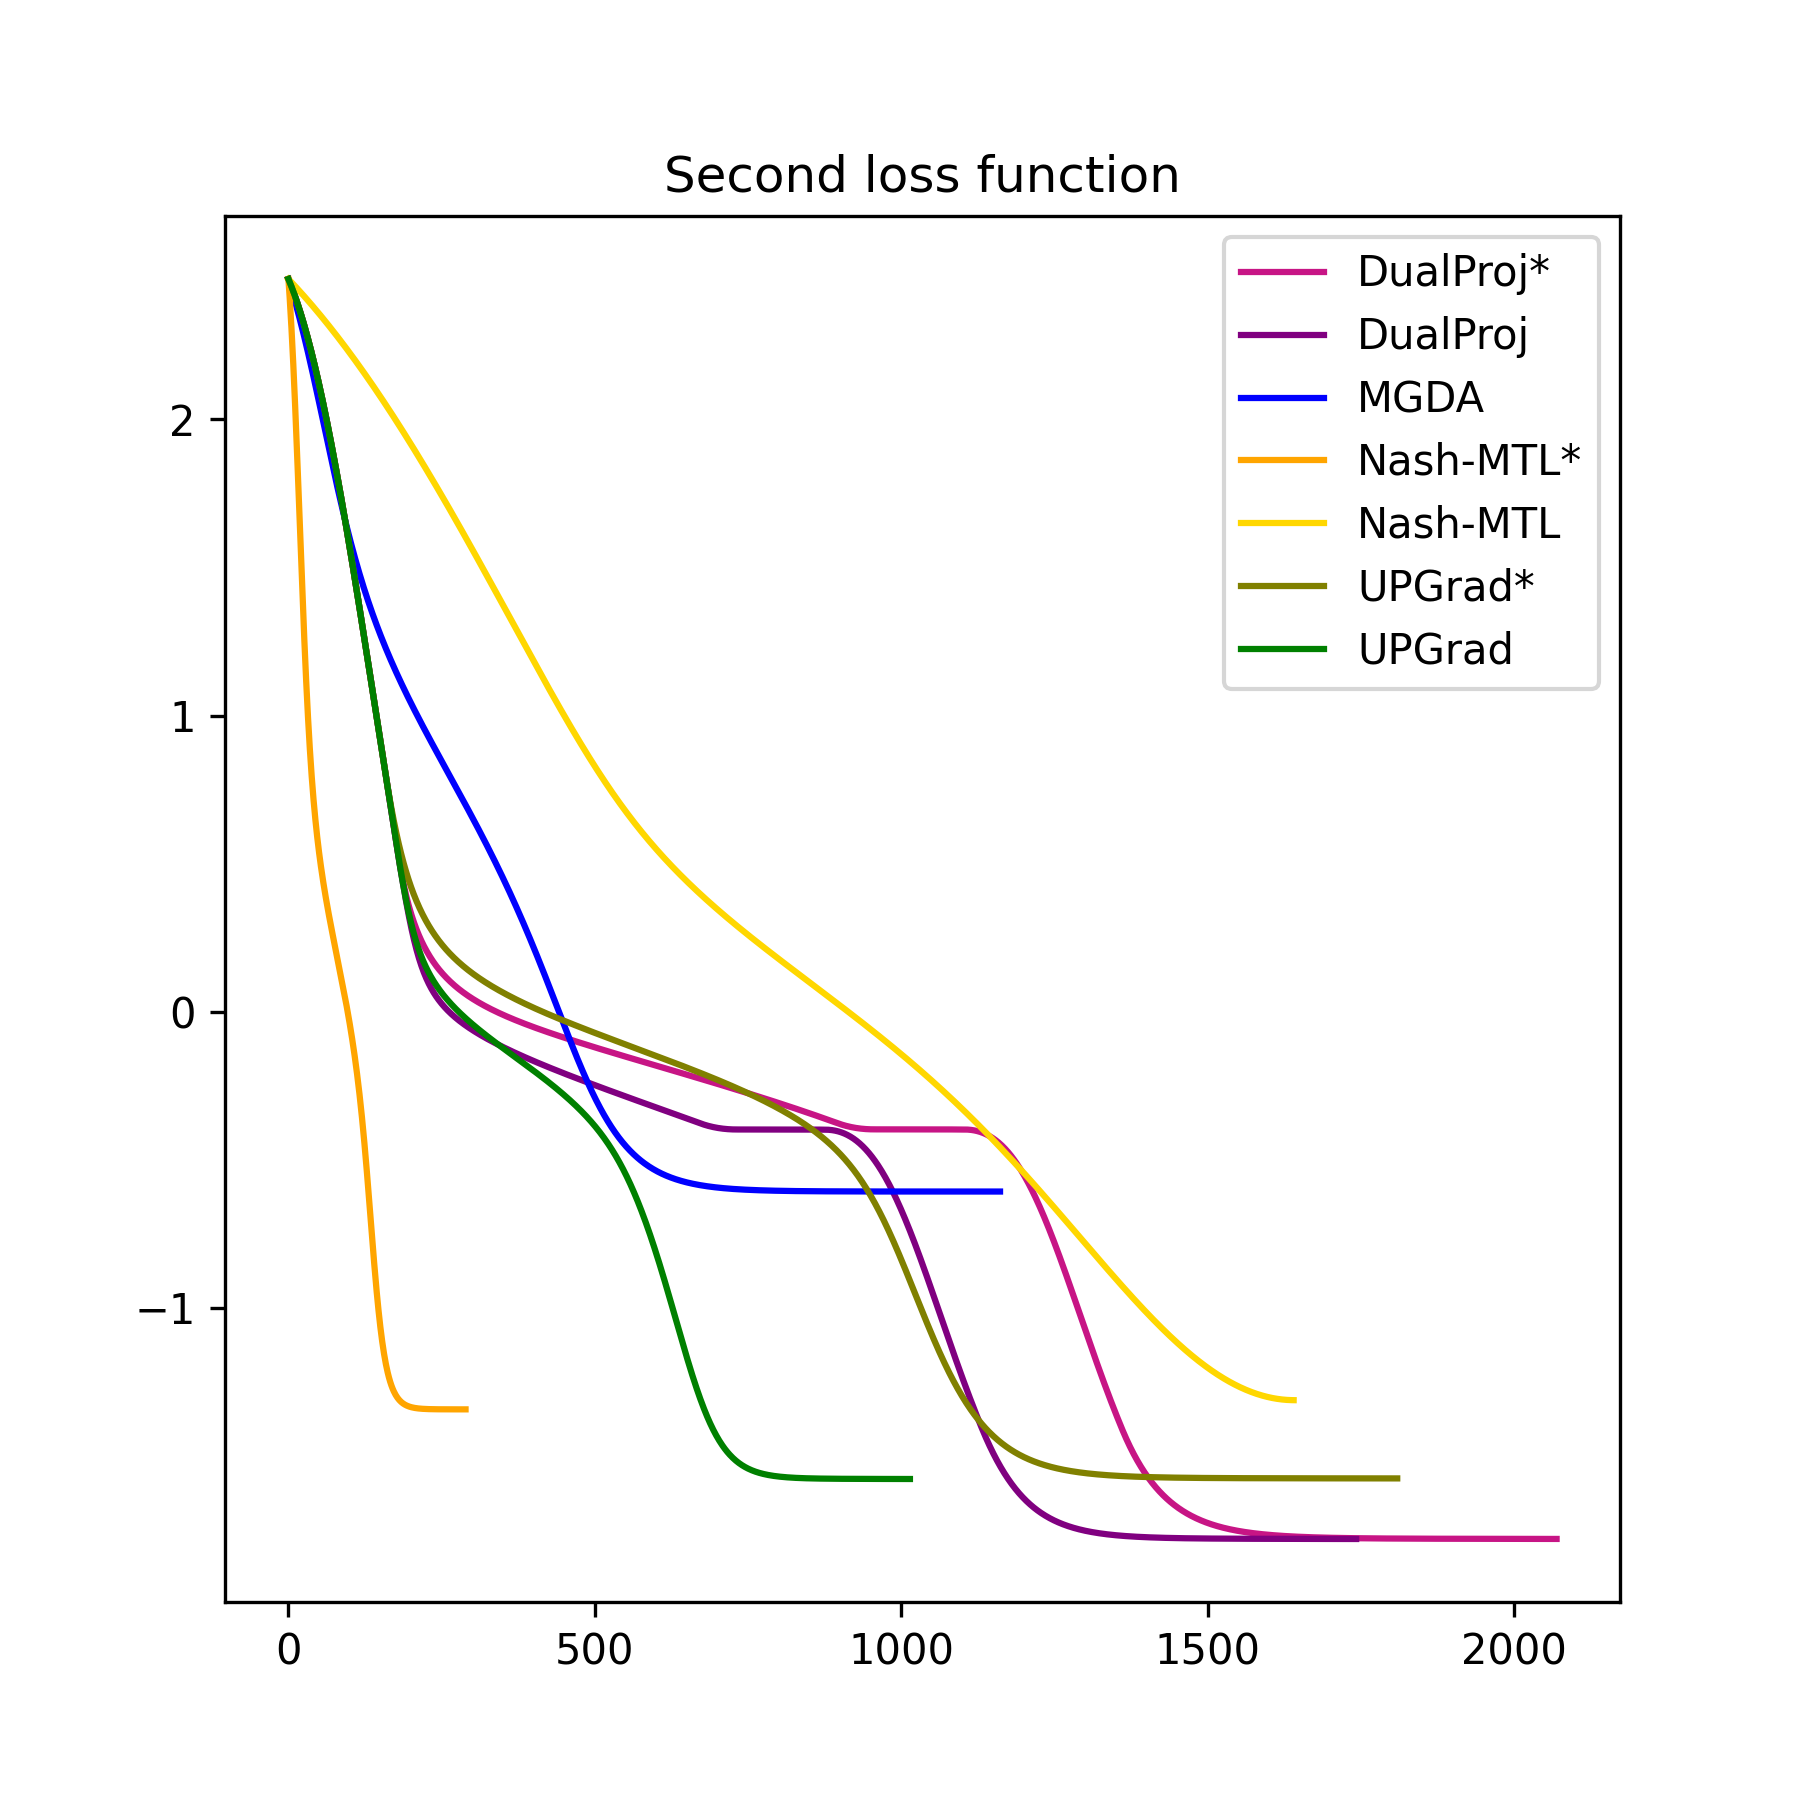 Second loss function
DualProj*
DualProj
MGDA
Nash-MTL*
Nash-MTL
UPGrad*
UPGrad
2
1
0
−1
0 500 1000 1500 2000